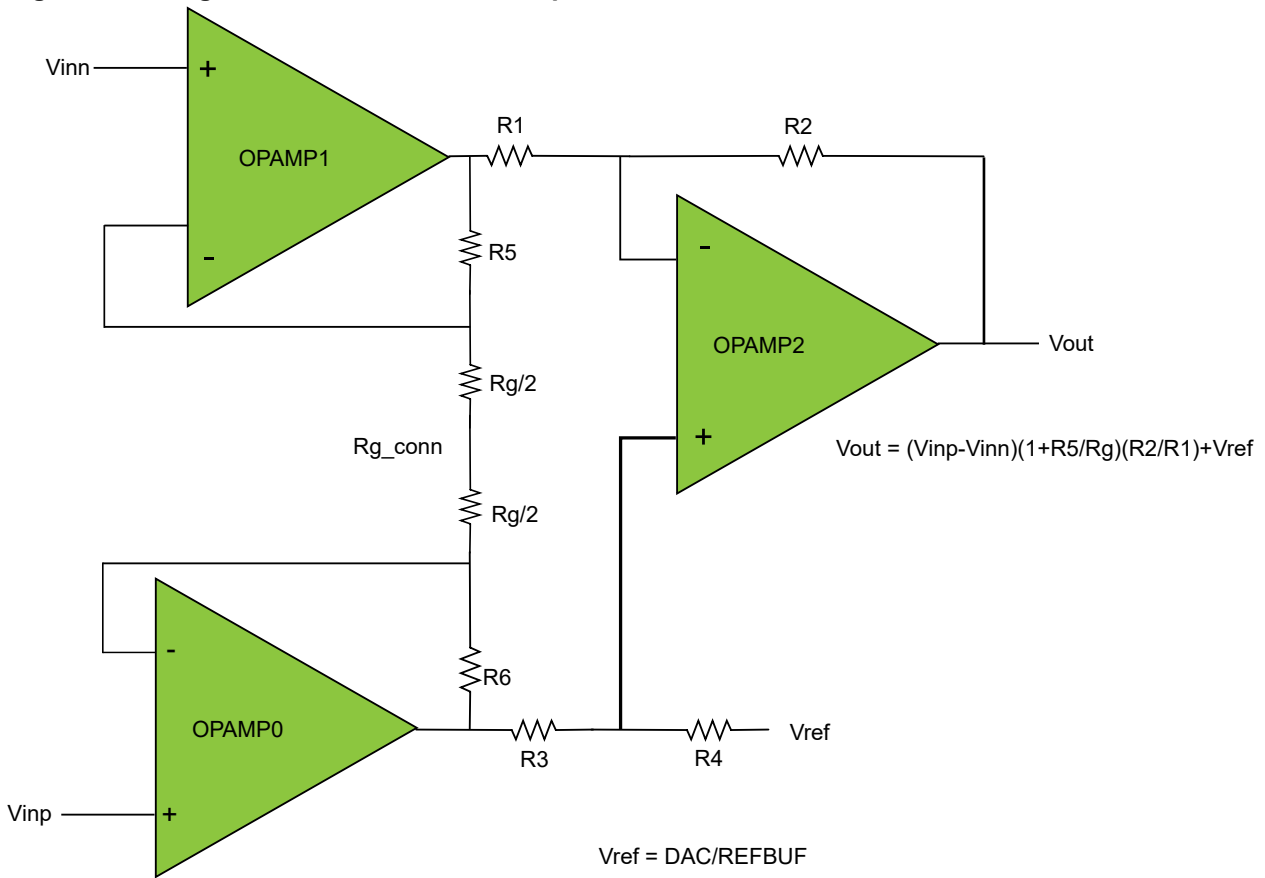 Vinn
+
OPAMP1
-
R1
R2
R5
-
OPAMP2
+
Vout
Rg/2
Rg_conn
Vout = (Vinp-Vinn)(1+R5/Rg)(R2/R1)+Vref
Rg/2
-
R6
OPAMP0
R3
R4
Vref
Vinp
+
Vref = DAC/REFBUF